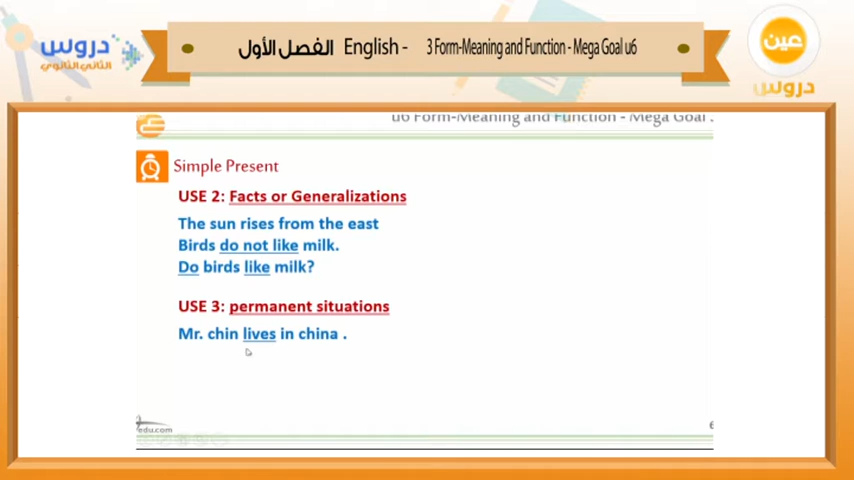 دروس
الثاني الثانوي
الفصل الأول English - 3 Form-Meaning and Function - Mega Goal u6
عين
دروس
u6 Form-Meaning and Function - Mega Goal
Simple Present
USE 2: Facts or Generalizations
The sun rises from the east
Birds do not like milk.
Do birds like milk?
USE 3: permanent situations
Mr. chin lives in china .
edu.com